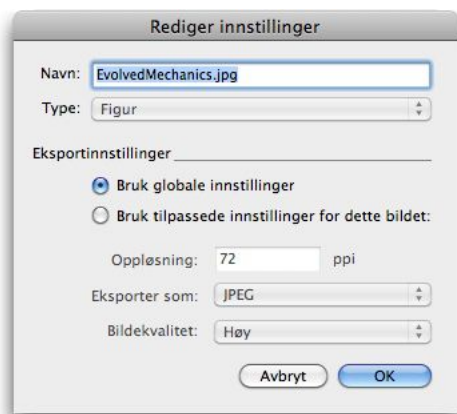 Rediger innstillinger
Navn: EvolvedMechanics.jpg
Type: Figur
Eksportinnstillinger
Bruk globale innstillinger
Bruk tilpassede innstillinger for dette bildet:
Oppløsning: 72 ppi
Eksporter som: JPEG
Bildekvalitet: Høy
Avbryt OK